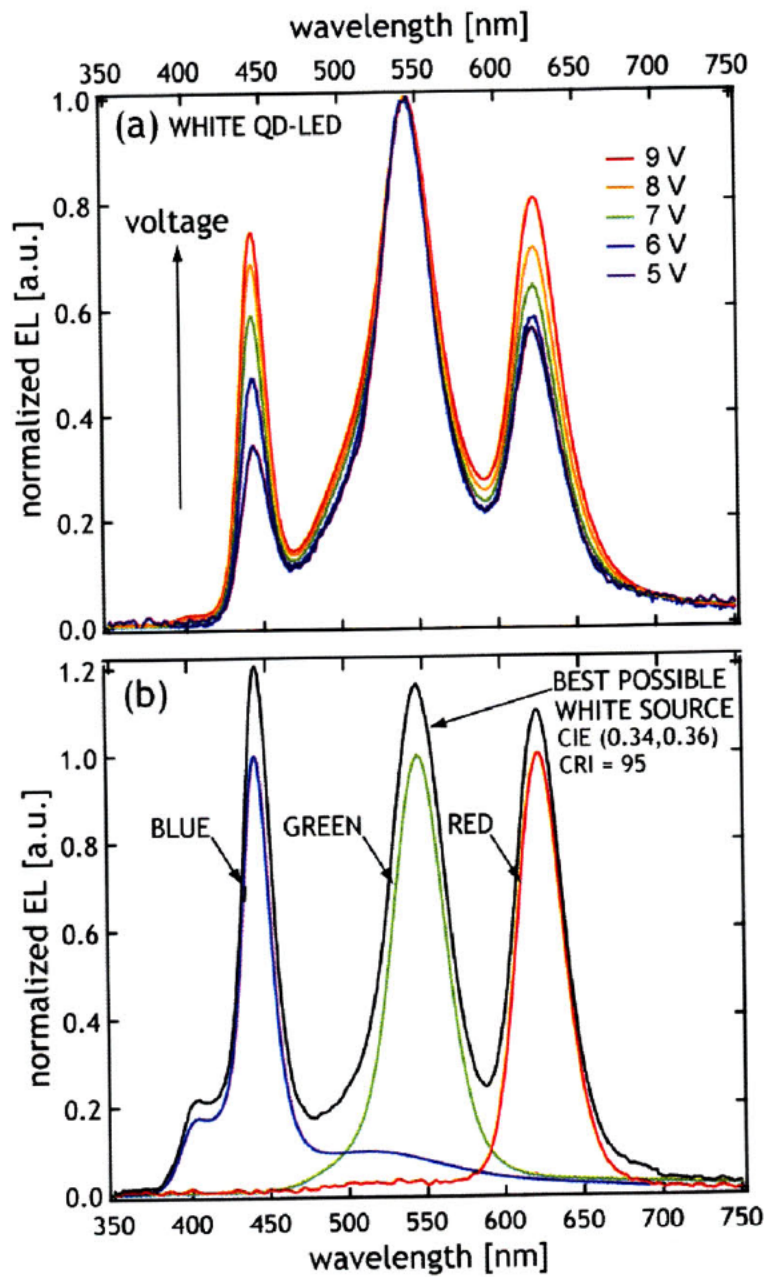 wavelength [nm]
350 400 450 500 550 600 650 700 750
1.0
(a) WHITE QD-LED
9 V
8 V
7 V
6 V
5 V
voltage
0.8
0.6
0.4
0.2
0.0
normalized EL [a.u.]
1.2
(b)
BEST POSSIBLE
WHITE SOURCE
CIE (0.34,0.36)
CRI = 95
1.0
BLUE
GREEN
RED
0.8
0.6
0.4
0.2
0.0
normalized EL [a.u.]
350 400 450 500 550 600 650 700 750
wavelength [nm]